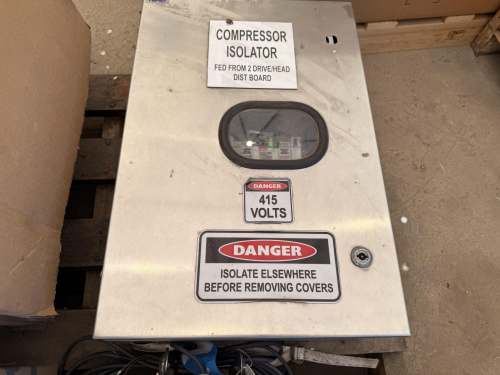 COMPRESSOR
ISOLATOR
FED FROM 2 DRIVE/HEAD
DIST BOARD
DANGER
415
VOLTS
DANGER
ISOLATE ELSEWHERE
BEFORE REMOVING COVERS